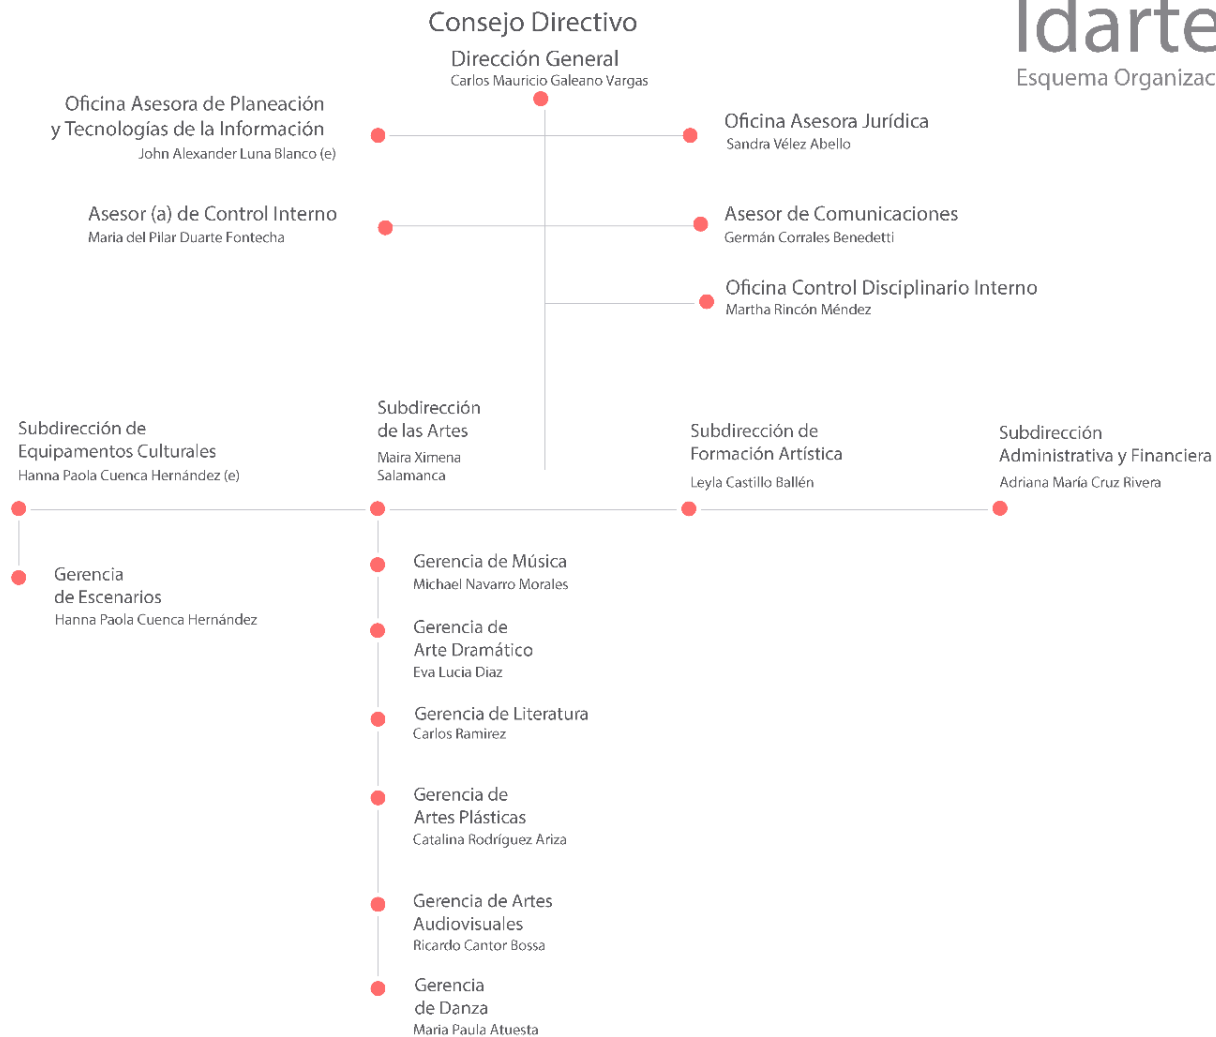 Consejo Directivo
Dirección General
Carlos Mauricio Galeano Vargas
Idarte
Esquema Organizac
Oficina Asesora de Planeación
y Tecnologías de la Información
John Alexander Luna Blanco (e)
Oficina Asesora Jurídica
Sandra Vélez Abello
Asesor (a) de Control Interno
Maria del Pilar Duarte Fontecha
Asesor de Comunicaciones
Germán Corrales Benedetti
Oficina Control Disciplinario Interno
Martha Rincón Méndez
Subdirección de
Equipamentos Culturales
Hanna Paola Cuenca Hernández (e)
Subdirección
de las Artes
Maira Ximena
Salamanca
Subdirección de
Formación Artística
Leyla Castillo Ballén
Subdirección
Administrativa y Financiera
Adriana María Cruz Rivera
Gerencia
de Escenarios
Hanna Paola Cuenca Hernández
Gerencia de Música
Michael Navarro Morales
Gerencia de
Arte Dramático
Eva Lucia Diaz
Gerencia de Literatura
Carlos Ramirez
Gerencia de
Artes Plásticas
Catalina Rodríguez Ariza
Gerencia de Artes
Audiovisuales
Ricardo Cantor Bossa
Gerencia
de Danza
Maria Paula Atuesta